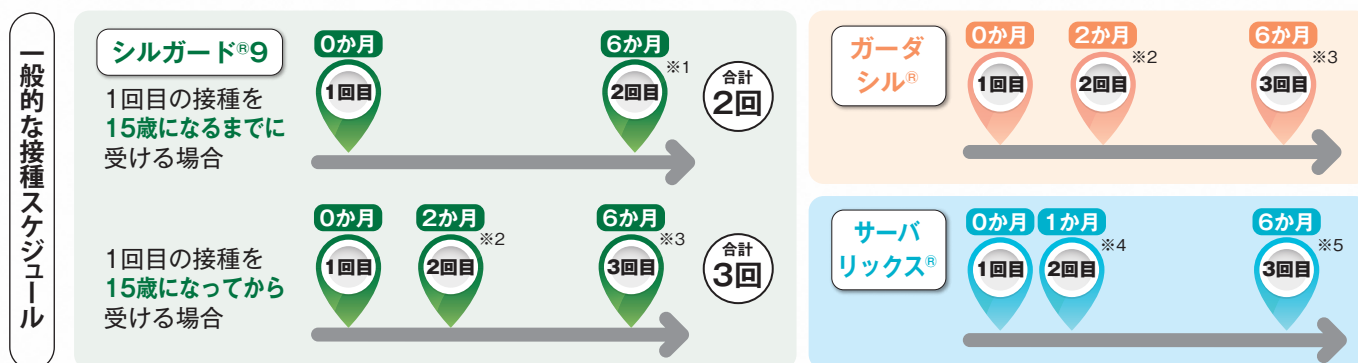 一般的な接種スケジュール
シルガード®9
1回目の接種を
15歳になるまでに
受ける場合
0か月
1回目
6か月
※1
2回目
合計
2回
1回目の接種を
15歳になってから
受ける場合
0か月
1回目
2か月
※2
2回目
6か月
※3
3回目
合計
3回
ガーダ
シル®
0か月
1回目
2か月
※2
2回目
6か月
※3
3回目
サーバ
リックス®
0か月
1回目
1か月
※4
2回目
6か月
※5
3回目